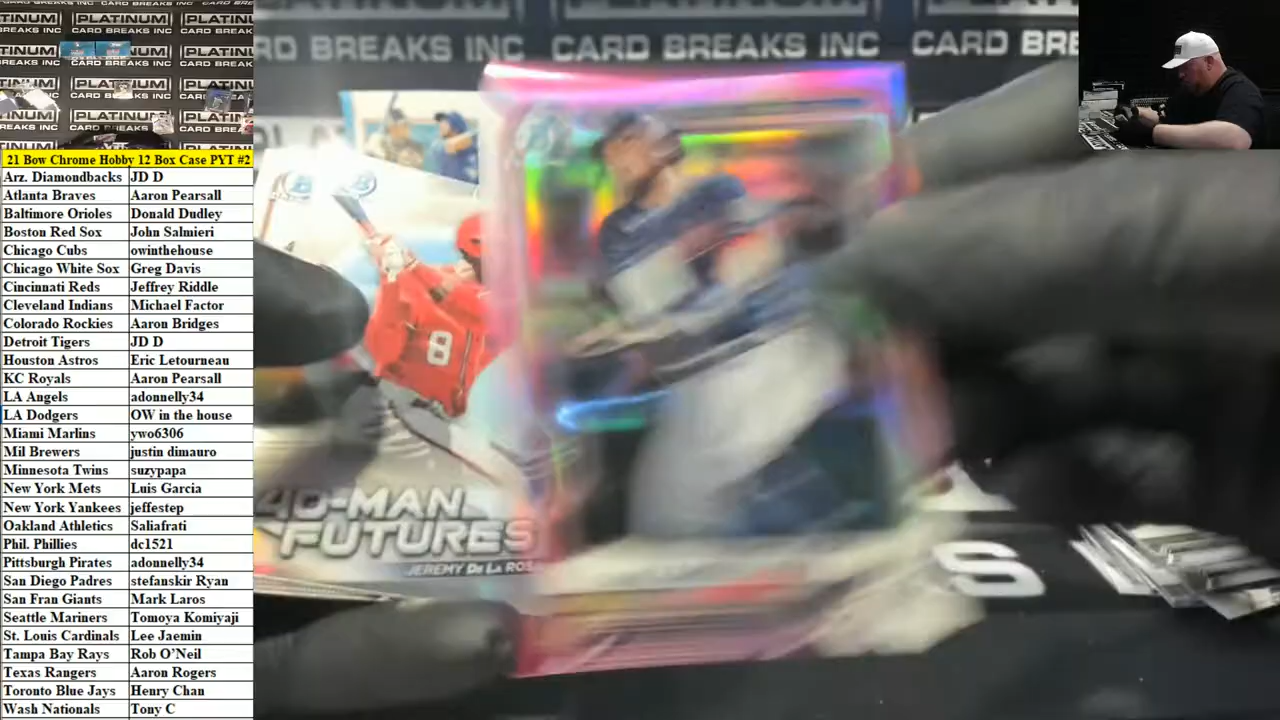 PLATINUM
CARD BREAKS INC
CARD BREAKS INC
CARD BRE
21 Bow Chrome Hobby 12 Box Case PYT #2
Arz. Diamondbacks JD D
Atlanta Braves Aaron Pearsall
Baltimore Orioles Donald Dudley
Boston Red Sox John Salmieri
Chicago Cubs owinthehouse
Chicago White Sox Greg Davis
Cincinnati Reds Jeffrey Riddle
Cleveland Indians Michael Factor
Colorado Rockies Aaron Bridges
Detroit Tigers JD D
Houston Astros Eric Letourneau
KC Royals Aaron Pearsall
LA Angels adonnelly34
LA Dodgers OW in the house
Miami Marlins ywo6306
Mil Brewers justin dimauro
Minnesota Twins suzypapa
New York Mets Luis Garcia
New York Yankees jeffestep
Oakland Athletics Saliafrati
Phil. Phillies dc1521
Pittsburgh Pirates adonnelly34
San Diego Padres stefanskir Ryan
San Fran Giants Mark Laros
Seattle Mariners Tomoya Komiyaji
St. Louis Cardinals Lee Jaemin
Tampa Bay Rays Rob O'Neil
Texas Rangers Aaron Rogers
Toronto Blue Jays Henry Chan
Wash Nationals Tony C
8
40-MAN
FUTURES
JEREMY DE LA ROS
S